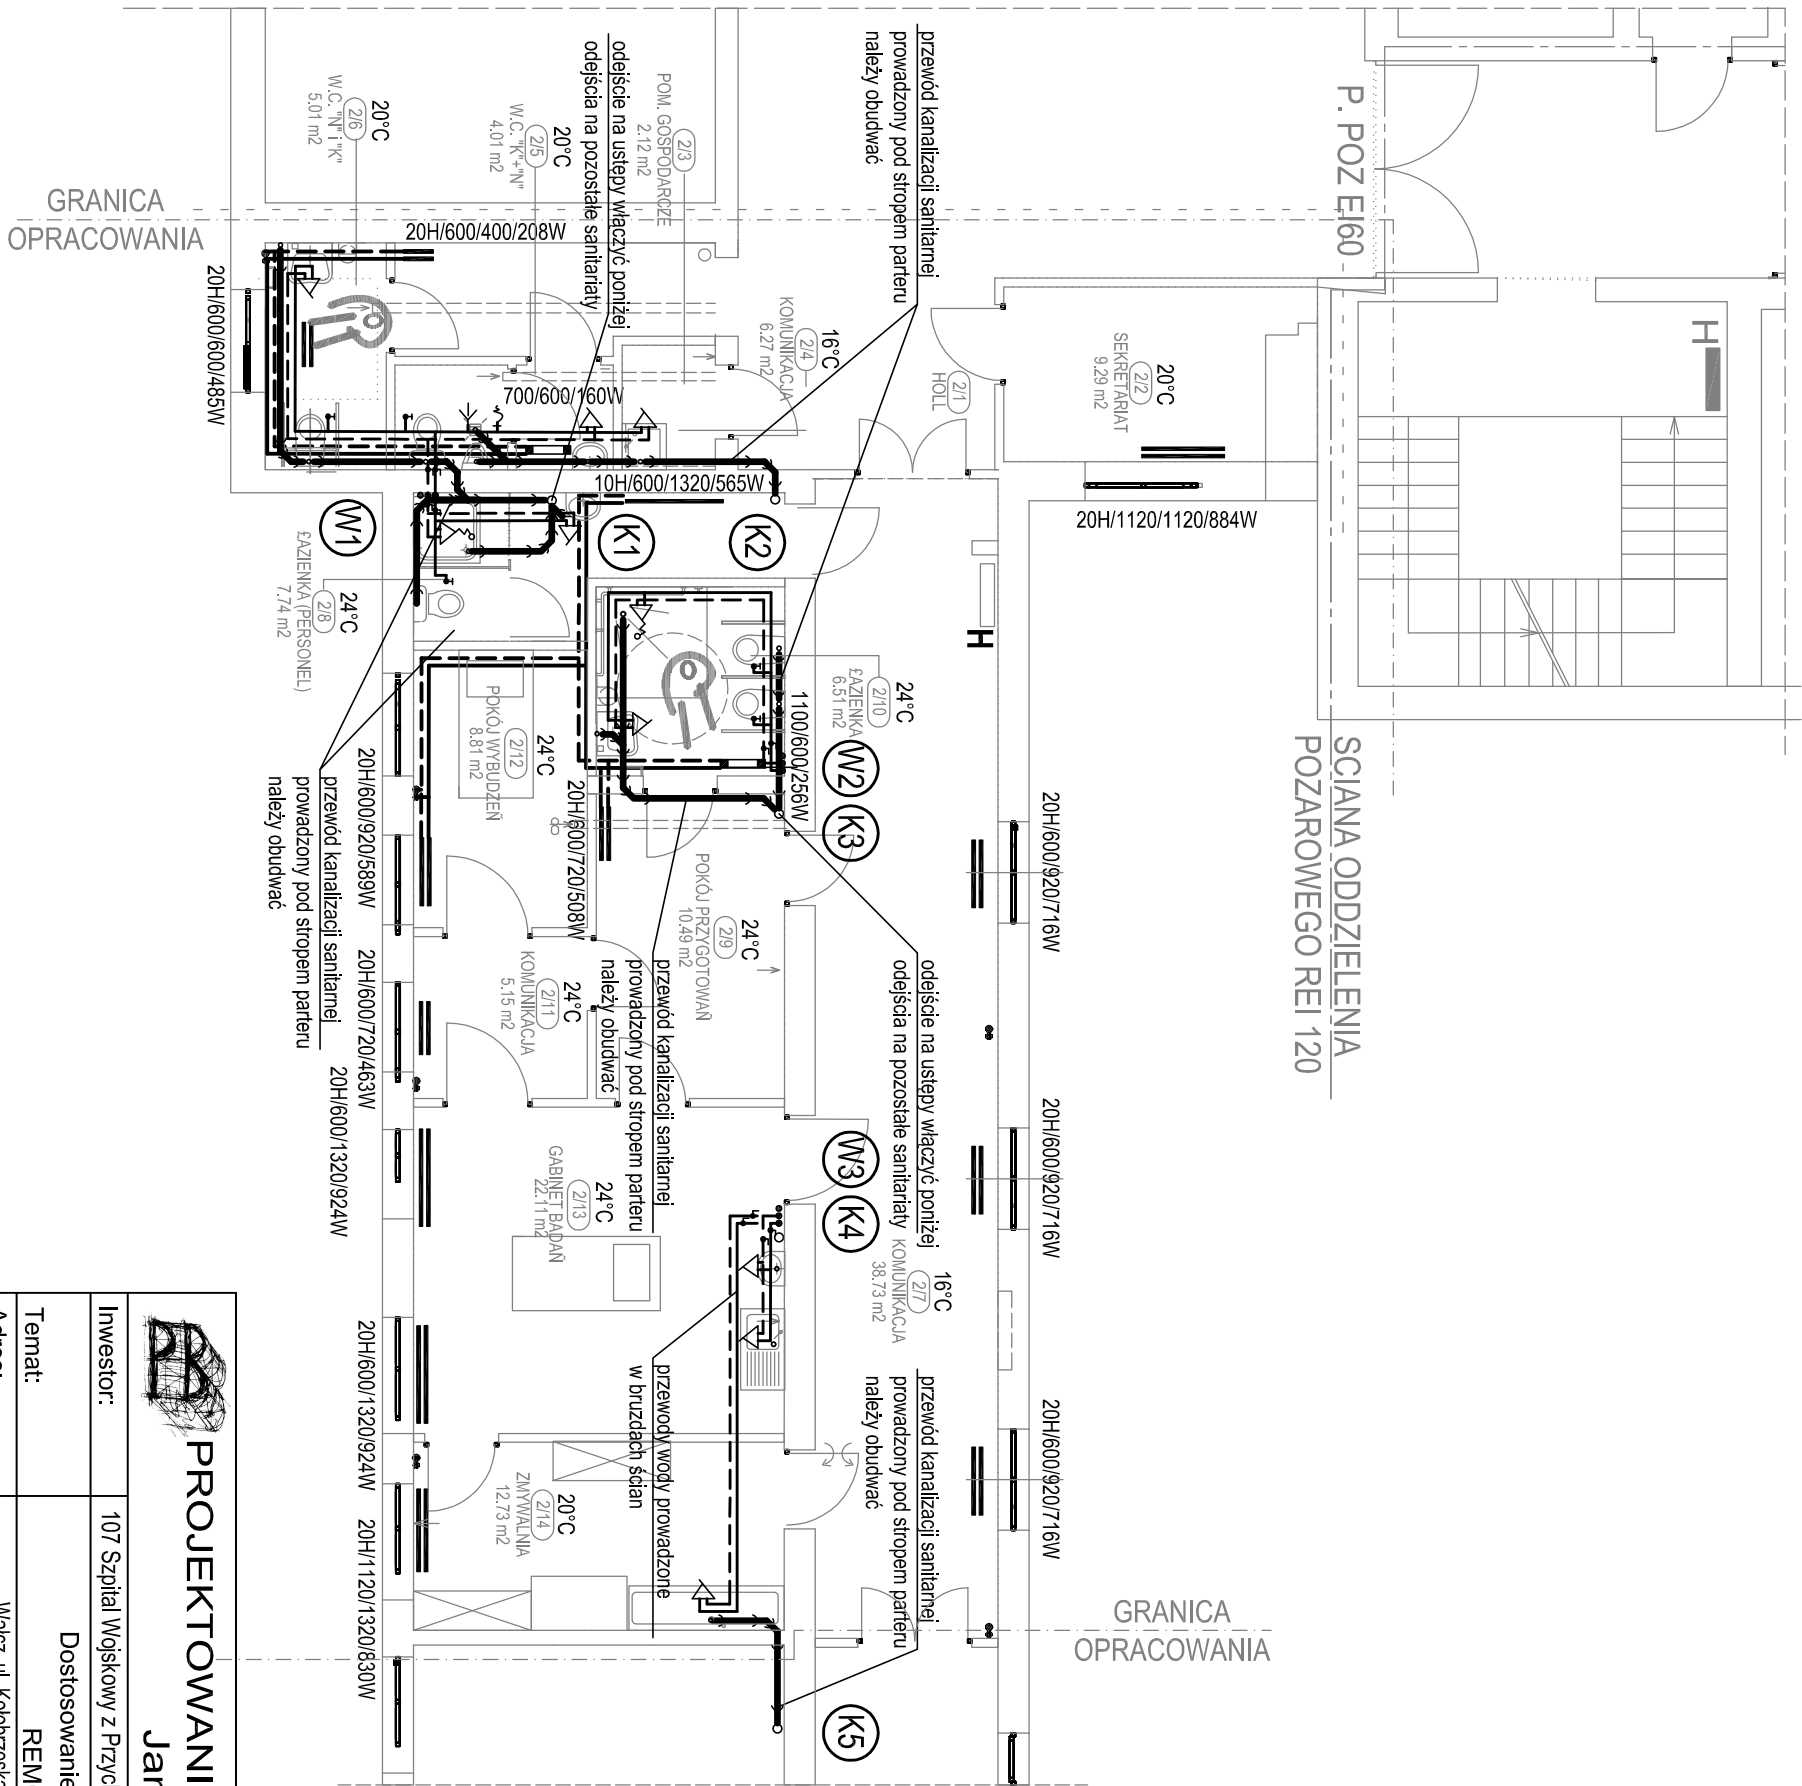 P. POZ EI60
H
ŚCIANA ODDZIELENIA
POZAROWEGO REI 120
GRANICA
OPRACOWANIA
przewód kanalizacji sanitarnej
prowadzony pod stropem parteru
należy obudwać
odejście na ustępy włączyć poniżej
odejścia na pozostałe sanitariaty
2/3
POM. GOSPODARCZE
2.12 m2
20°C
2/5
W.C. "K"+"N"
4.01 m2
20°C
2/6
W.C. "N" i "K"
5.01 m2
20H/600/400/208W
20H/600/600/485W
700/600/160W
10H/600/1320/565W
16°C
2/4
KOMUNIKACJA
6.27 m2
2/1
HOLL
20°C
2/2
SEKRETARIAT
9.29 m2
20H/1120/1120/884W
W1
K1
K2
H
24°C
2/8
ŁAZIENKA (PERSONEL)
7.74 m2
24°C
2/10
ŁAZIENKA
6.51 m2
1100/600/256W
W2
K3
24°C
2/12
POKÓJ WYBUDZEŃ
8.81 m2
20H/600/720/508W
24°C
2/9
POKÓJ PRZYGOTOWAŃ
10.49 m2
20H/600/920/716W
20H/600/920/716W
20H/600/920/716W
20H/600/920/589W
20H/600/720/463W
20H/600/1320/924W
20H/600/1320/924W
20H/1120/1320/830W
przewód kanalizacji sanitarnej
prowadzony pod stropem parteru
należy obudwać
24°C
2/11
KOMUNIKACJA
5.15 m2
przewód kanalizacji sanitarnej
prowadzony pod stropem parteru
należy obudwać
odejście na ustępy włączyć poniżej
odejścia na pozostałe sanitariaty
W3
K4
24°C
2/13
GABINET BADAŃ
22.11 m2
16°C
2/7
KOMUNIKACJA
38.73 m2
przewody wody prowadzone
w bruzdach ścian
przewód kanalizacji sanitarnej
prowadzony pod stropem parteru
należy obudwać
20°C
2/14
ZMYWALNIA
12.73 m2
K5
GRANICA
OPRACOWANIA
PB
PROJEKTOWANI
Jar
Inwestor:
107 Szpital Wojskowy z Przych
Temat:
Dostosowanie
REM